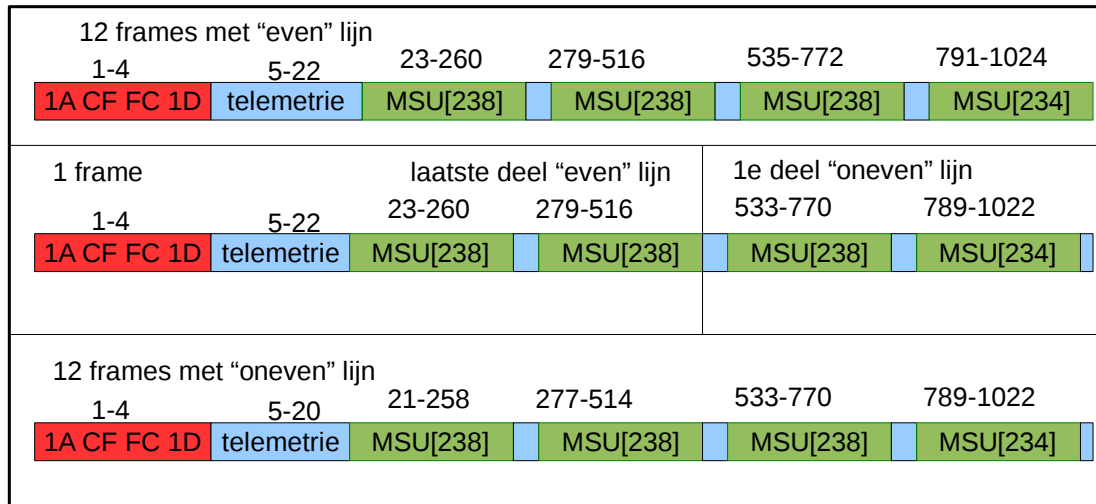 12 frames met “even” lijn
1-4 5-22 23-260 279-516 535-772 791-1024
1A CF FC 1D telemetrie MSU[238] MSU[238] MSU[238] MSU[234]
1 frame laatste deel “even” lijn 1e deel “oneven” lijn
1-4 5-22 23-260 279-516 533-770 789-1022
1A CF FC 1D telemetrie MSU[238] MSU[238] MSU[238] MSU[234]
12 frames met “oneven” lijn
1-4 5-20 21-258 277-514 533-770 789-1022
1A CF FC 1D telemetrie MSU[238] MSU[238] MSU[238] MSU[234]